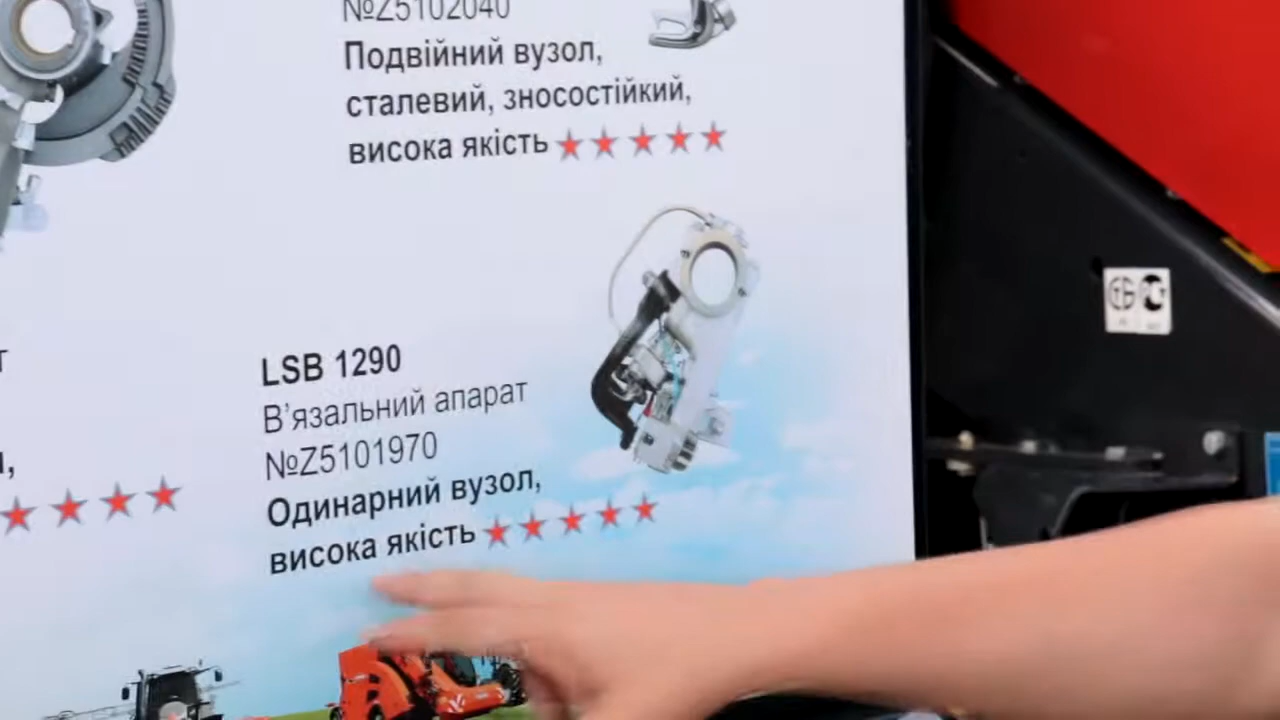 №Z5102040
Подвійний вузол,
сталевий, зносостійкий,
висока якість
LSB 1290
В'язальний апарат
№Z5101970
Одинарний вузол,
висока якість